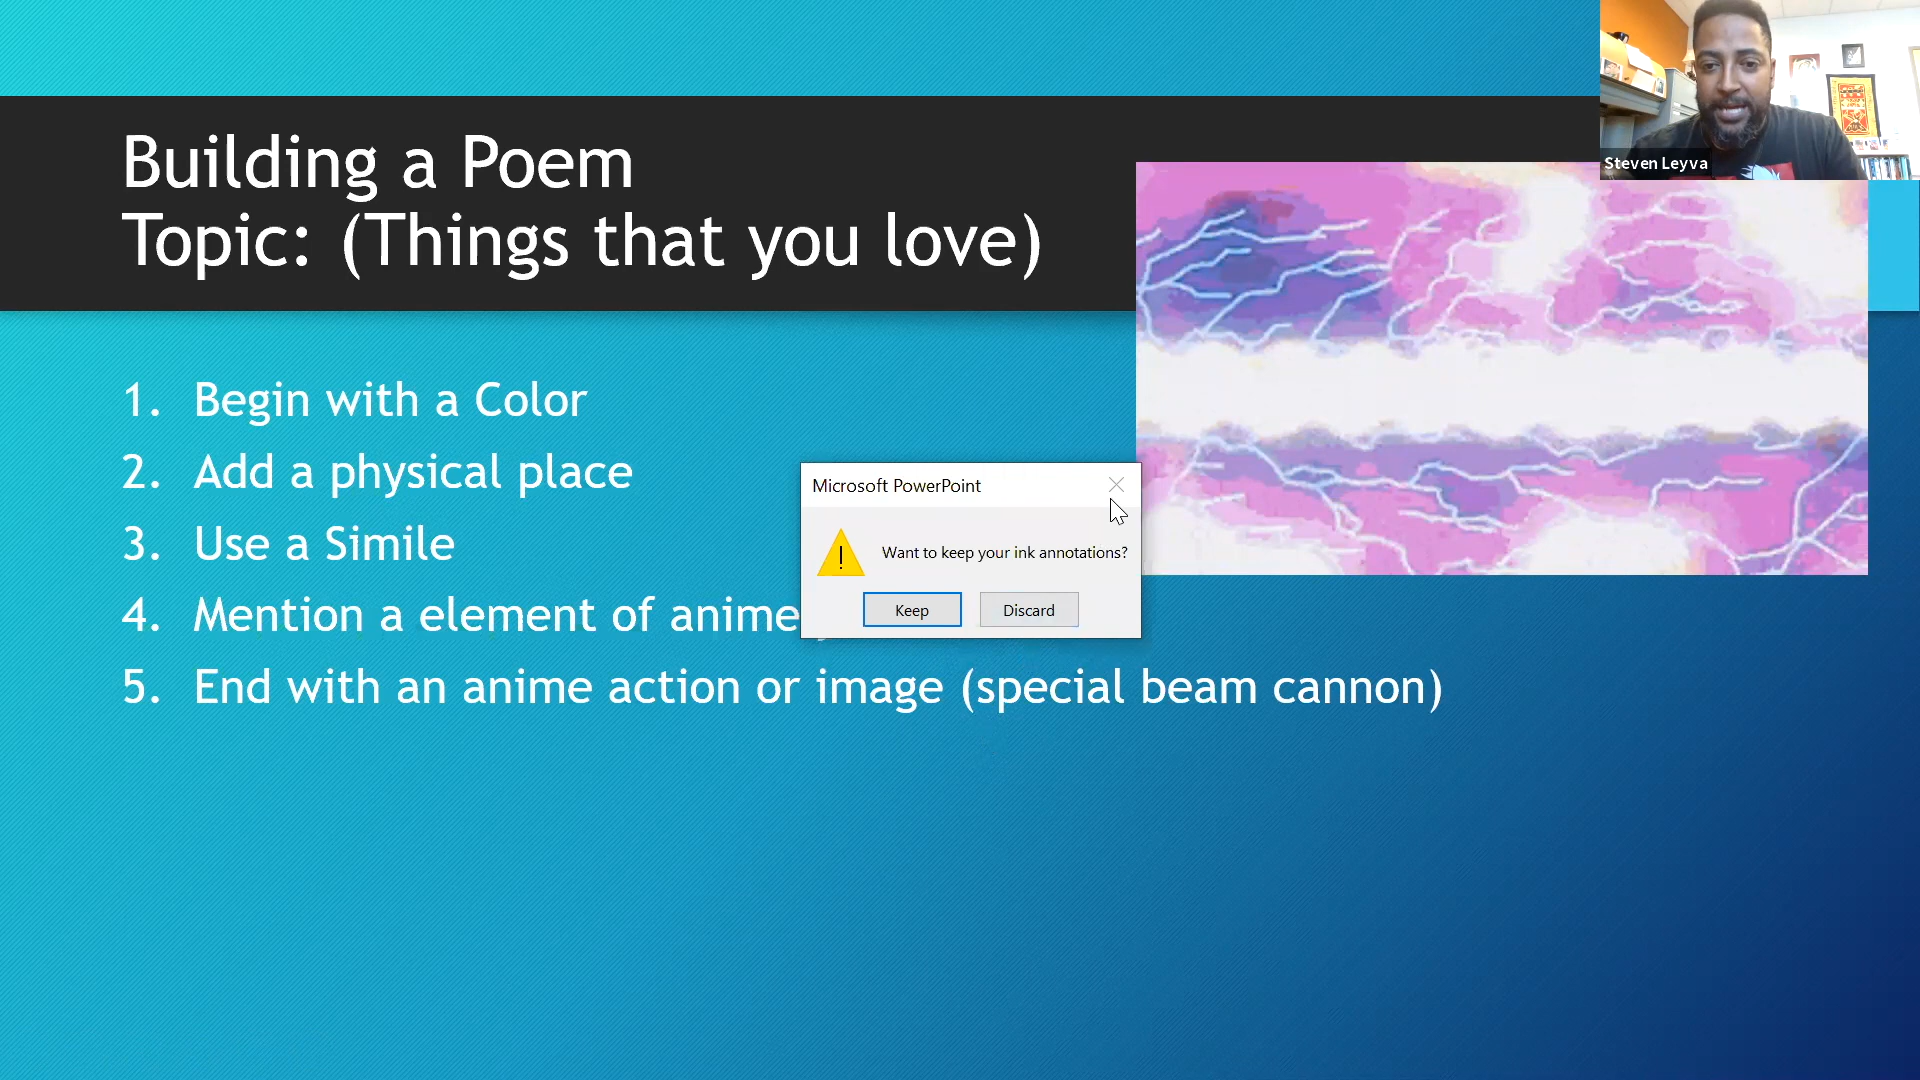 Building a Poem
Topic: (Things that you love)
Steven Leyva
1. Begin with a Color
2. Add a physical place
3. Use a Simile
4. Mention a element of anime
5. End with an anime action or image (special beam cannon)
Microsoft PowerPoint
Want to keep your ink annotations?
Keep
Discard